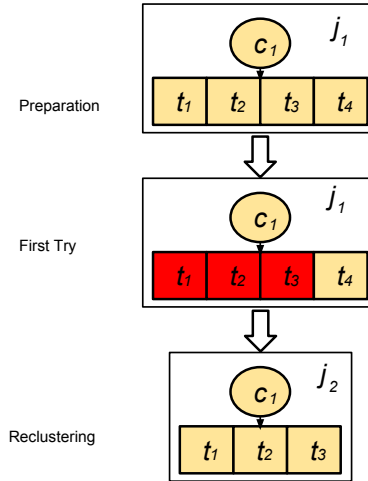 j1
c1
Preparation
t1 t2 t3 t4
j1
c1
First Try
t1 t2 t3 t4
j2
c1
Reclustering
t1 t2 t3